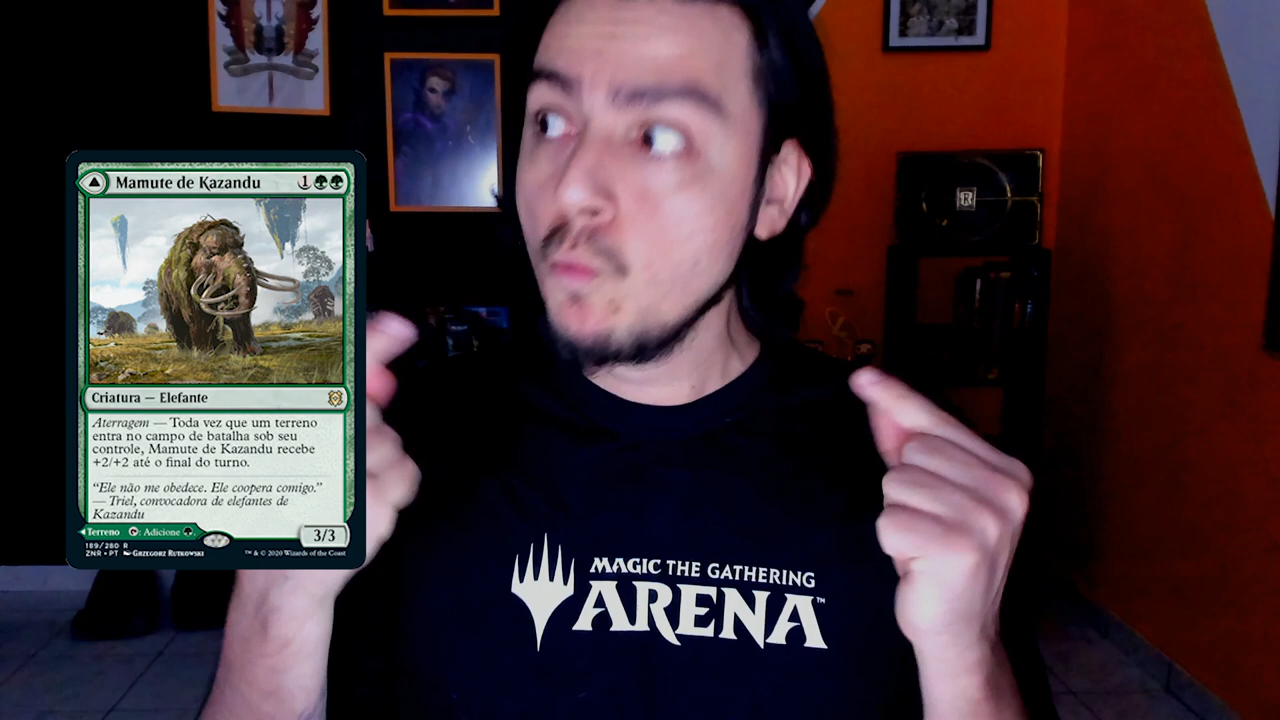 Mamute de Kazandu 1
Criatura — Elefante
Aterragem — Toda vez que um terreno
entra no campo de batalha sob seu
controle, Mamute de Kazandu recebe
+2/+2 até o final do turno.
“Ele não me obedece. Ele coopera comigo.”
— Triel, convocadora de elefantes de
Kazandu
Terreno : Adicione .
3/3
189/280 R
ZNR • PT Grzegorz Rutkowski
™ & © 2020 Wizards of the Coast
R
MAGIC THE GATHERING
ARENA™